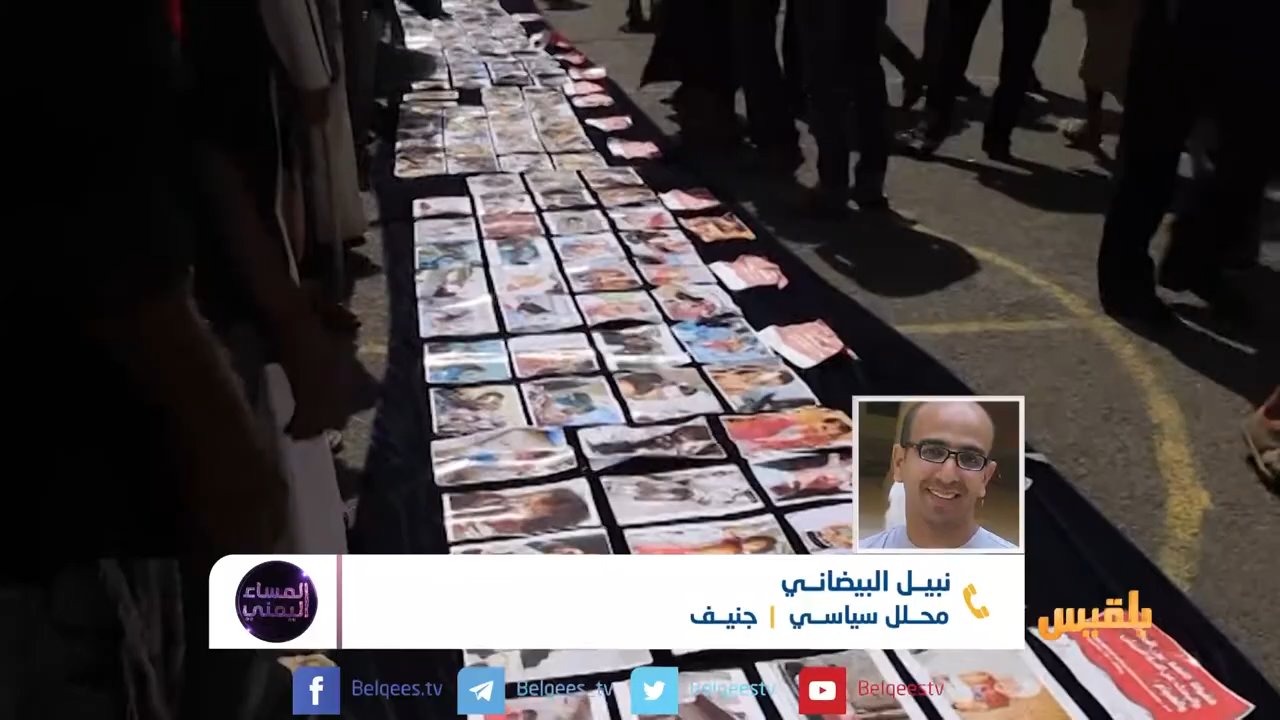 نبيل البيضاني
محلل سياسي | جنيف
المساء
اليمني
بلقيس
Belqees.tv
Belqees_tv
Belqeestv
Belqeestv